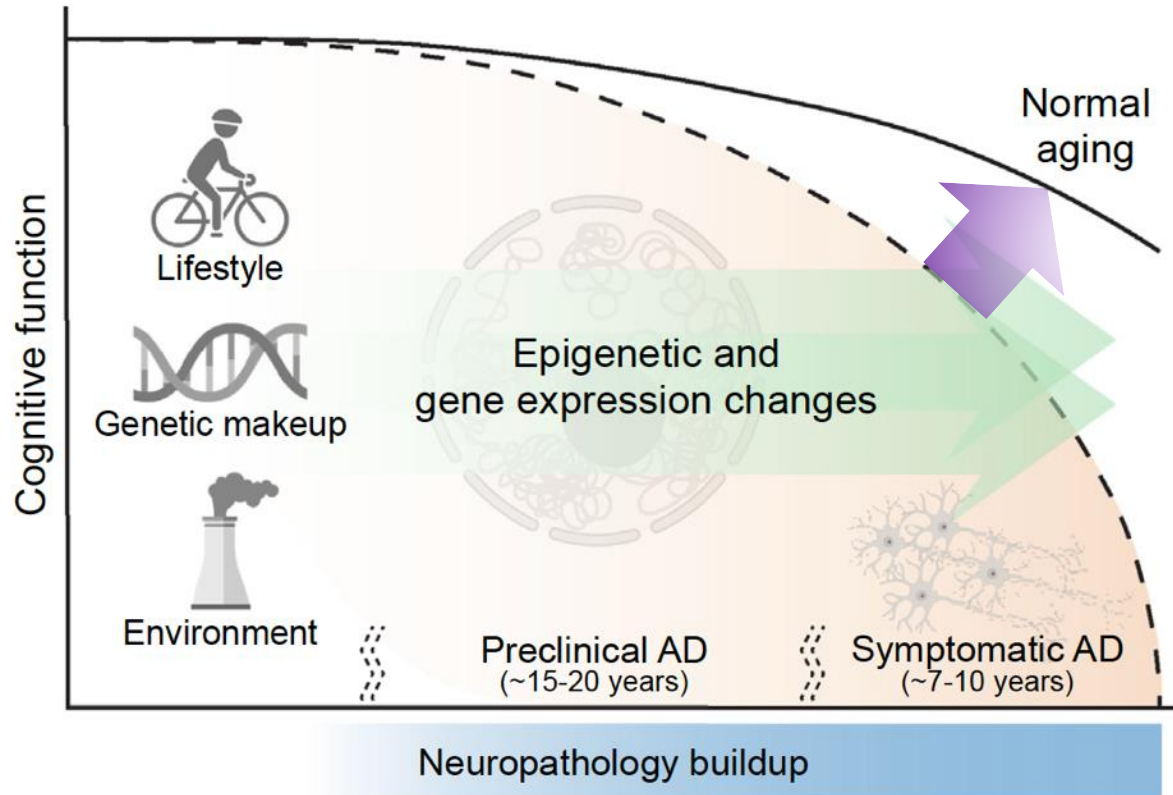 Normal
aging
Cognitive function
Lifestyle
Epigenetic and
gene expression changes
Genetic makeup
Environment
Preclinical AD
(~15-20 years)
Symptomatic AD
(~7-10 years)
Neuropathology buildup